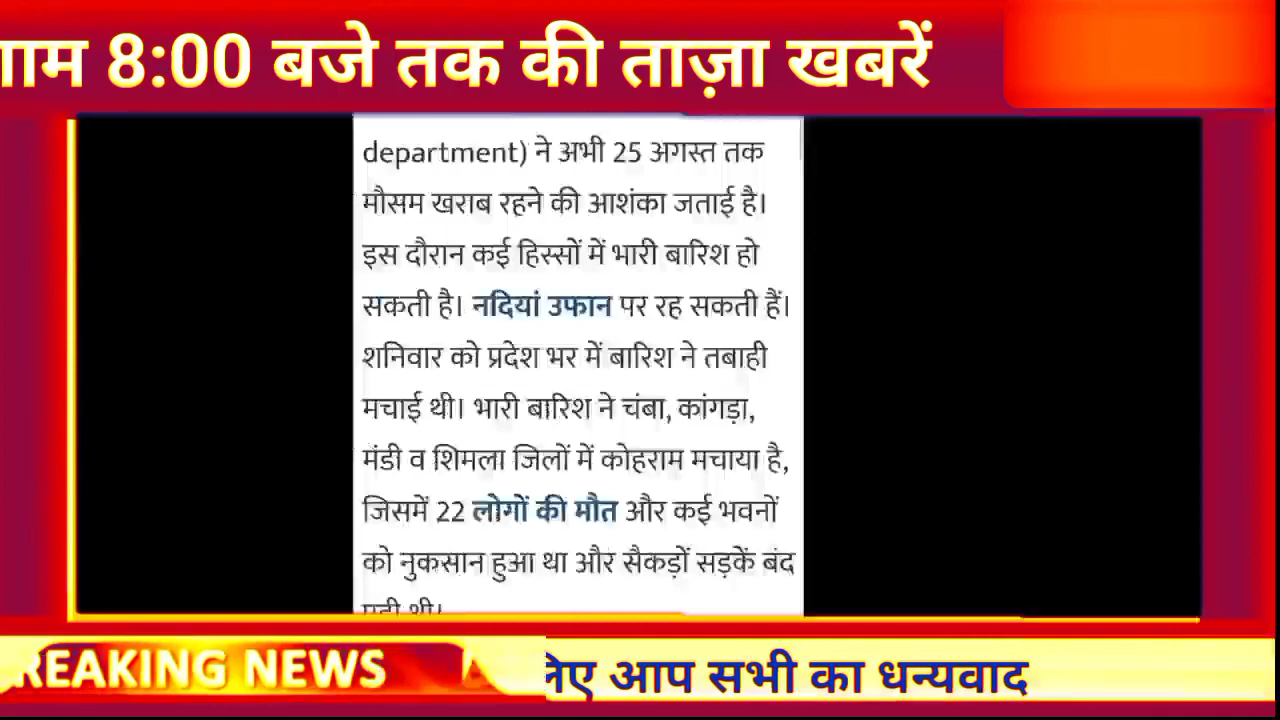 8:00 बजे तक की ताज़ा खबरें
department) ने अभी 25 अगस्त तक
मौसम खराब रहने की आशंका जताई है।
इस दौरान कई हिस्सों में भारी बारिश हो
सकती है। नदियां उफान पर रह सकती हैं।
शनिवार को प्रदेश भर में बारिश ने तबाही
मचाई थी। भारी बारिश ने चंबा, कांगड़ा,
मंडी व शिमला जिलों में कोहराम मचाया है,
जिसमें 22 लोगों की मौत और कई भवनों
को नुकसान हुआ था और सैकड़ों सड़कें बंद
REAKING NEWS
आप सभी का धन्यवाद